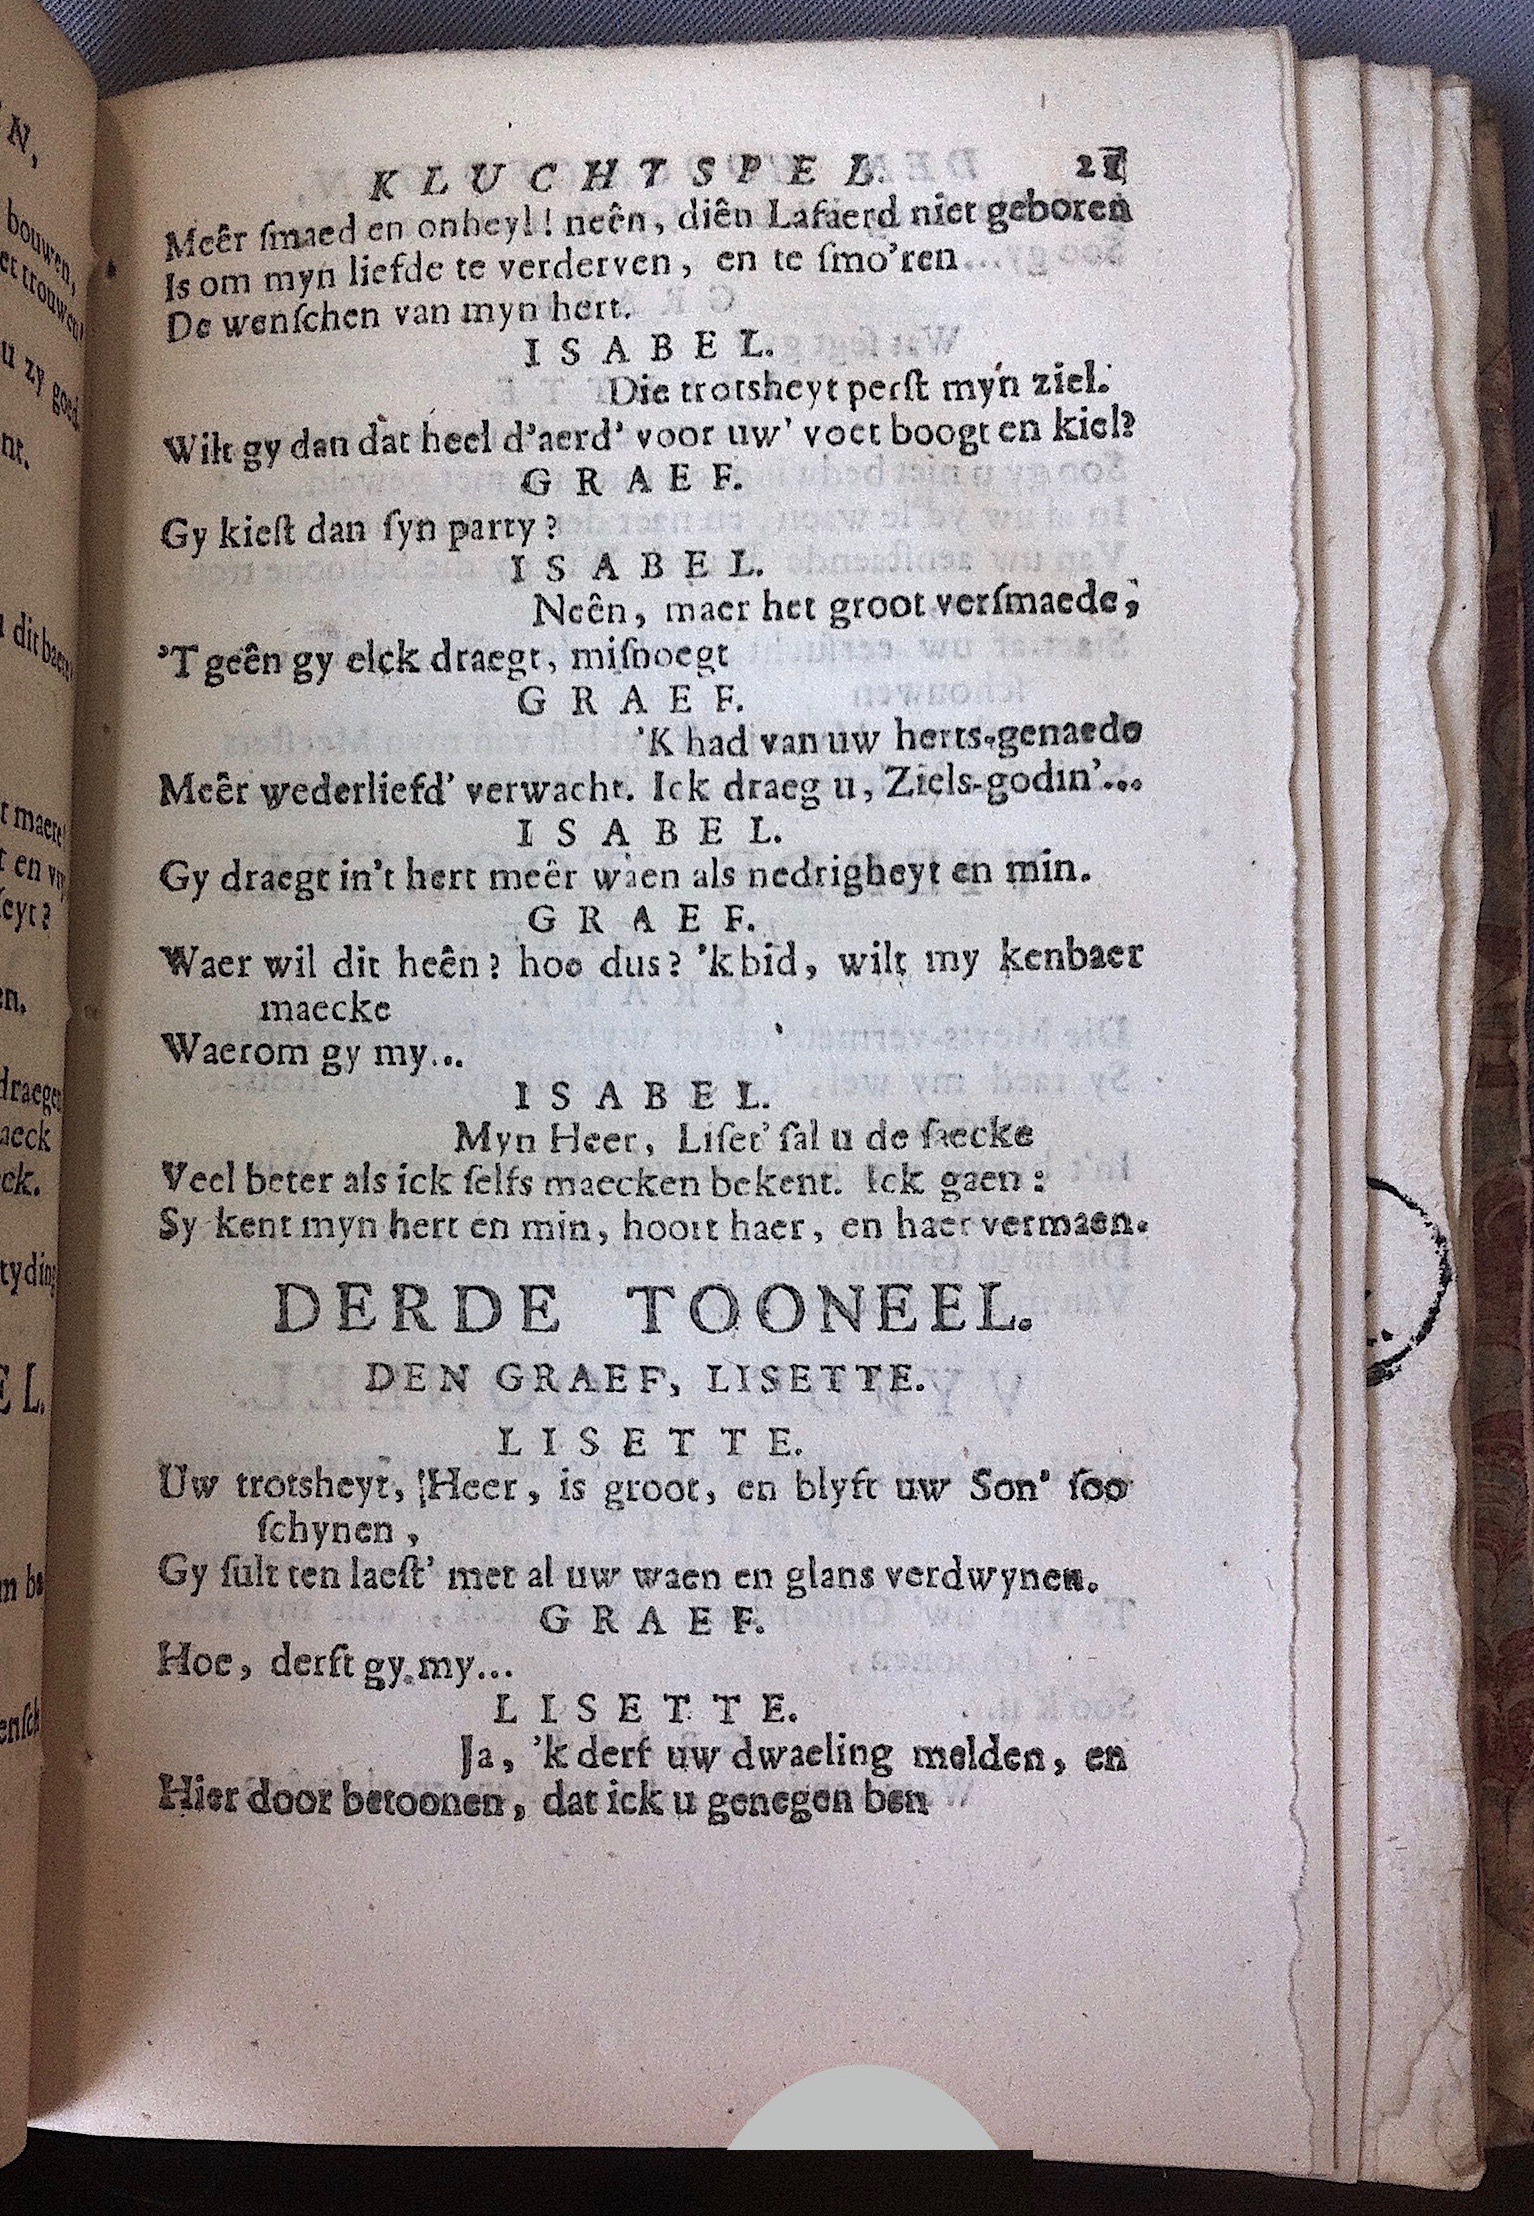 KLUCHTSPEL. 21
Meêr ſmaed en onheyl! neên, diên Lafaerd niet geboren
Is om myn liefde te verderven, en te ſmo'ren
De wenſchen van myn hert.
ISABEL.
Die trotsheyt perſt myn ziel.
Wilt gy dan dat heel d'aerd' voor uw' voet boogt en kiel?
GRAEF.
Gy kieſt dan ſyn party?
ISABEL.
Neên, maer het groot verſmaede,
'T geên gy elck draegt, miſnoegt
GRAEF.
'K had van uw herts-genaede
Meêr wederliefd' verwacht. Ick draeg u, Ziels-godin'...
ISABEL.
Gy draegt in't hert meêr waen als nedrigheyt en min.
GRAEF.
Waer wil dit heên? hoe dus? 'k bid, wilt my kenbaer
maecke
Waerom gy my...
ISABEL.
Myn Heer, Liſet' ſal u de ſaecke
Veel beter als ick ſelfs maecken bekent. Ick gaen:
Sy kent myn hert en min, hoort haer, en haer vermaen.
DERDE TOONEEL.
DEN GRAEF, LISETTE.
LISETTE.
Uw trotsheyt, Heer, is groot, en blyft uw Son' ſoo
ſchynen,
Gy ſult ten laeſt' met al uw waen en glans verdwynen.
GRAEF.
Hoe, derft gy my...
LISETTE.
Ja, 'k derf uw dwaeling melden, en
Hier door betoonen, dat ick u genegen ben